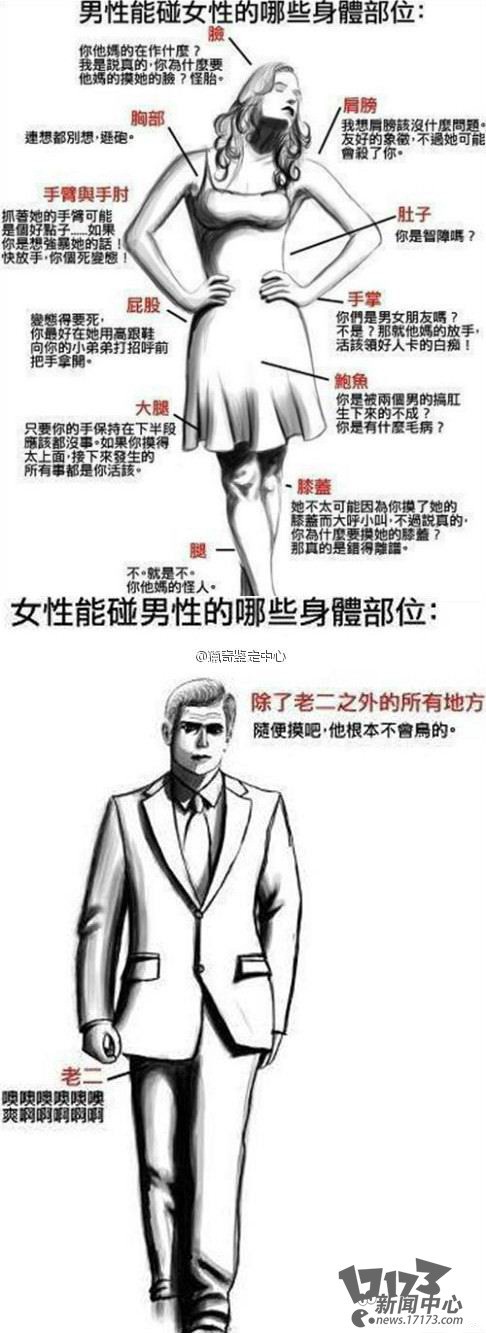 男性能碰女性的哪些身體部位：
臉
你他媽的在作什麼？
我是說真的，你為什麼要
他媽的摸她的臉？怪胎。
肩膀
我想肩膀該沒什麼問題。
友好的象徵，不過她可能
會殺了你。
胸部
連想都別想，遜砲。
手臂與手肘
抓著她的手臂可能
是個好點子……如果
你是想強暴她的話！
快放手，你個死變態！
肚子
你是智障嗎？
屁股
變態得要死，
你最好在她用高跟鞋
向你的小弟弟打招呼前
把手拿開。
手掌
你們是男女朋友嗎？
不是？那就他媽的放手，
活該領好人卡的白痴！
鮑魚
你是被兩個男的搞肛
生下來的不成？
你是有什麼毛病？
大腿
只要你的手保持在下半段
應該都沒事。如果你摸得
太上面，接下來發生的
所有事都是你活該。
膝蓋
她不太可能因為你摸了她的
膝蓋而大呼小叫，不過說真的，
你為什麼要摸她的膝蓋？
那真的是錯得離譜。
腿
不。就是不。
你他媽的怪人。
女性能碰男性的哪些身體部位：
@獵奇鉴定中心
除了老二之外的所有地方
隨便摸吧，他根本不會鳥的。
老二
噢噢噢噢噢噢
爽啊啊啊啊啊
17173
新闻中心
news.17173.com